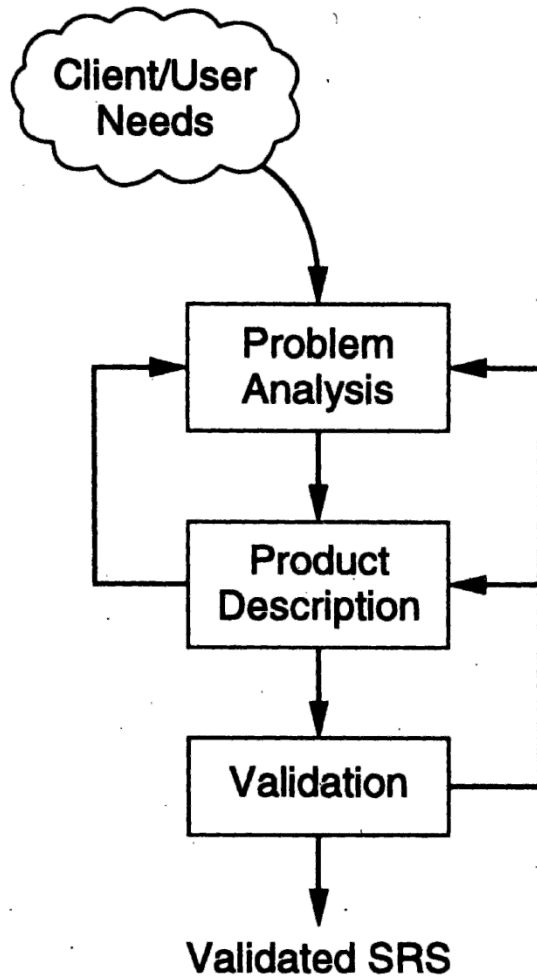 Client/User
Needs
Problem
Analysis
Product
Description
Validation
Validated SRS